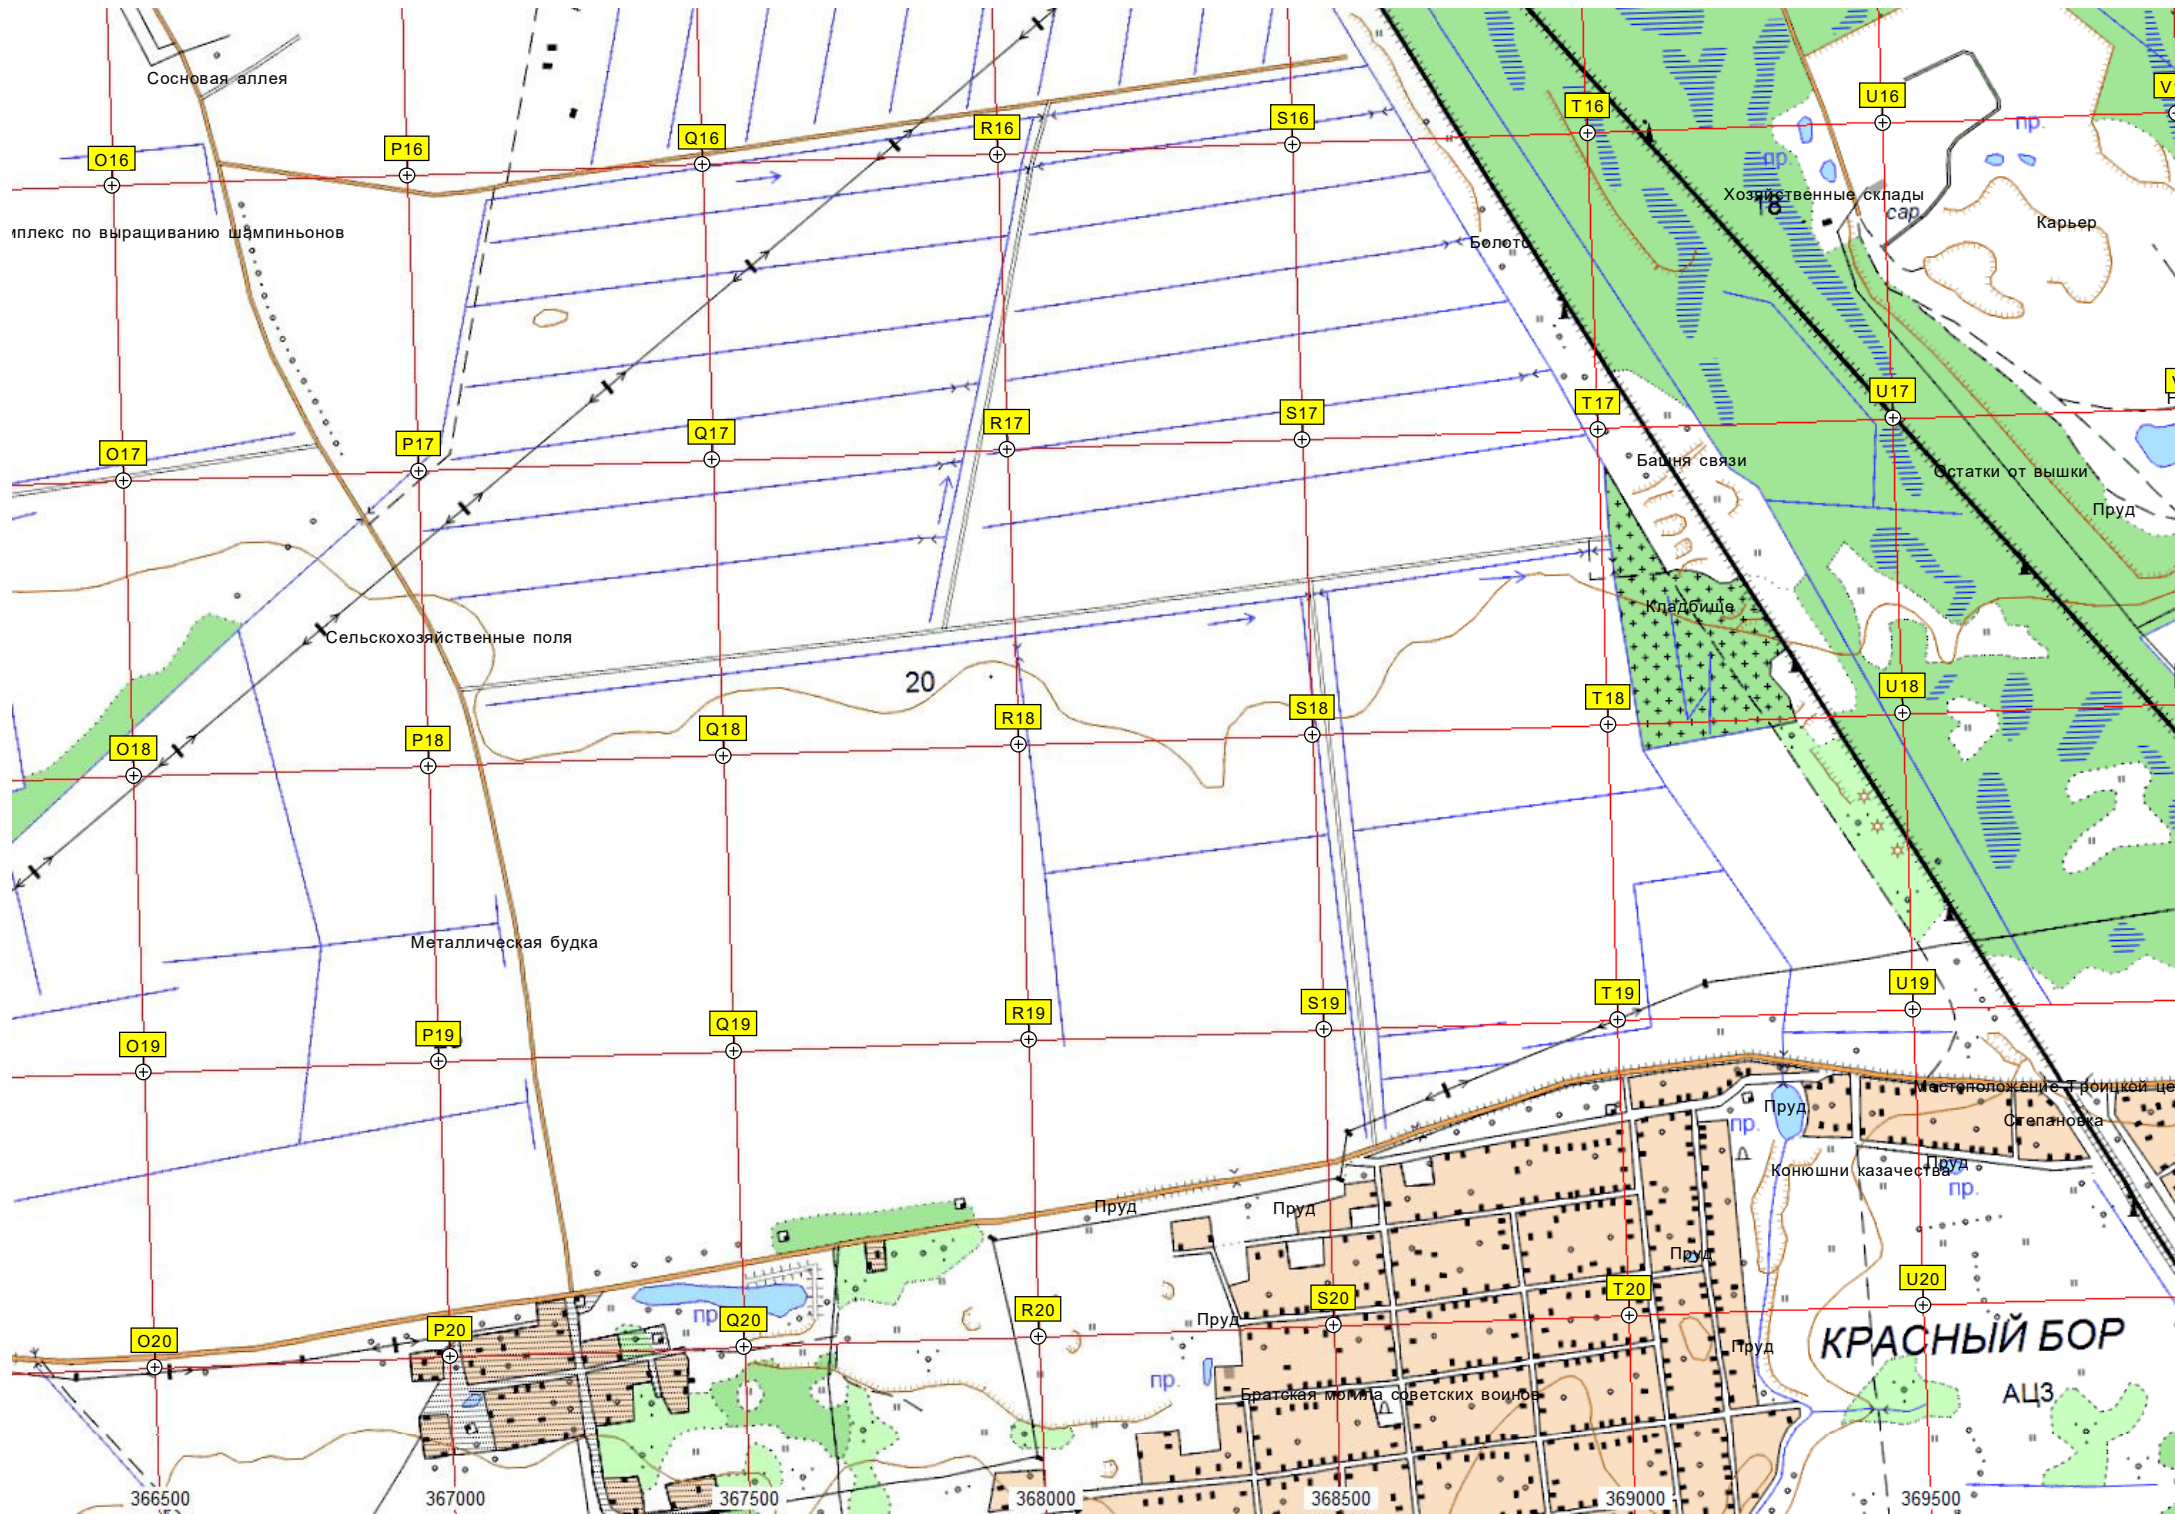 Сосновая аллея
O16
P16
Q16
R16
S16
T16
U16
пр.
пр.
Хозяйственные склады
18
сар.
Карьер
мплекс по выращиванию шампиньонов
Болото
O17
P17
Q17
R17
S17
T17
U17
Башня связи
Остатки от вышки
Пруд
Кладбище
Сельскохозяйственные поля
20
O18
P18
Q18
R18
S18
T18
U18
Металлическая будка
O19
P19
Q19
R19
S19
T19
U19
Местоположение Троицкой це
Пруд
пр.
Степановка
Конюшни казачества
Пруд
пр.
Пруд
Пруд
Пруд
O20
P20
пр.
Q20
R20
Пруд
S20
T20
U20
Пруд
КРАСНЫЙ БОР
АЦЗ
пр.
Братская могила советских воинов
366500
367000
367500
368000
368500
369000
369500